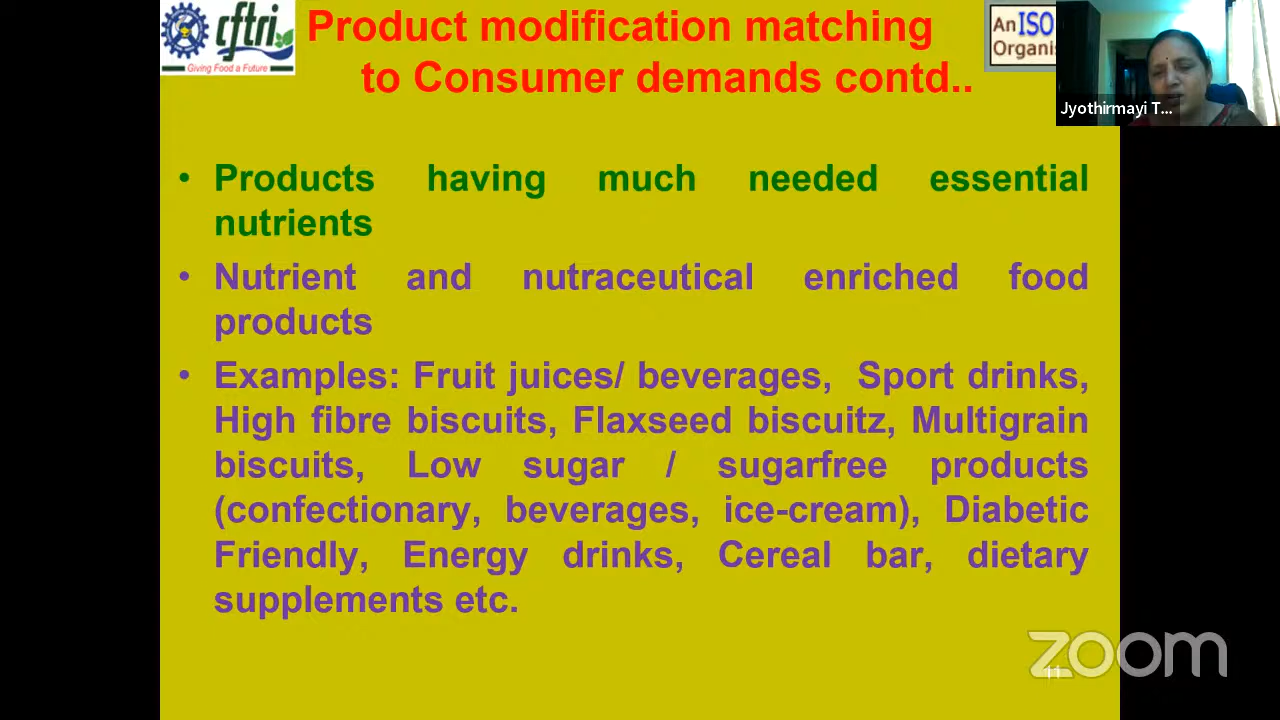 cftri
Giving Food a Future
Product modification matching
to Consumer demands contd..
An ISO
Organis
Jyothirmayi T...
• Products having much needed essential
nutrients
• Nutrient and nutraceutical enriched food
products
• Examples: Fruit juices/ beverages, Sport drinks,
High fibre biscuits, Flaxseed biscuitz, Multigrain
biscuits, Low sugar / sugarfree products
(confectionary, beverages, ice-cream), Diabetic
Friendly, Energy drinks, Cereal bar, dietary
supplements etc.
zoom
11